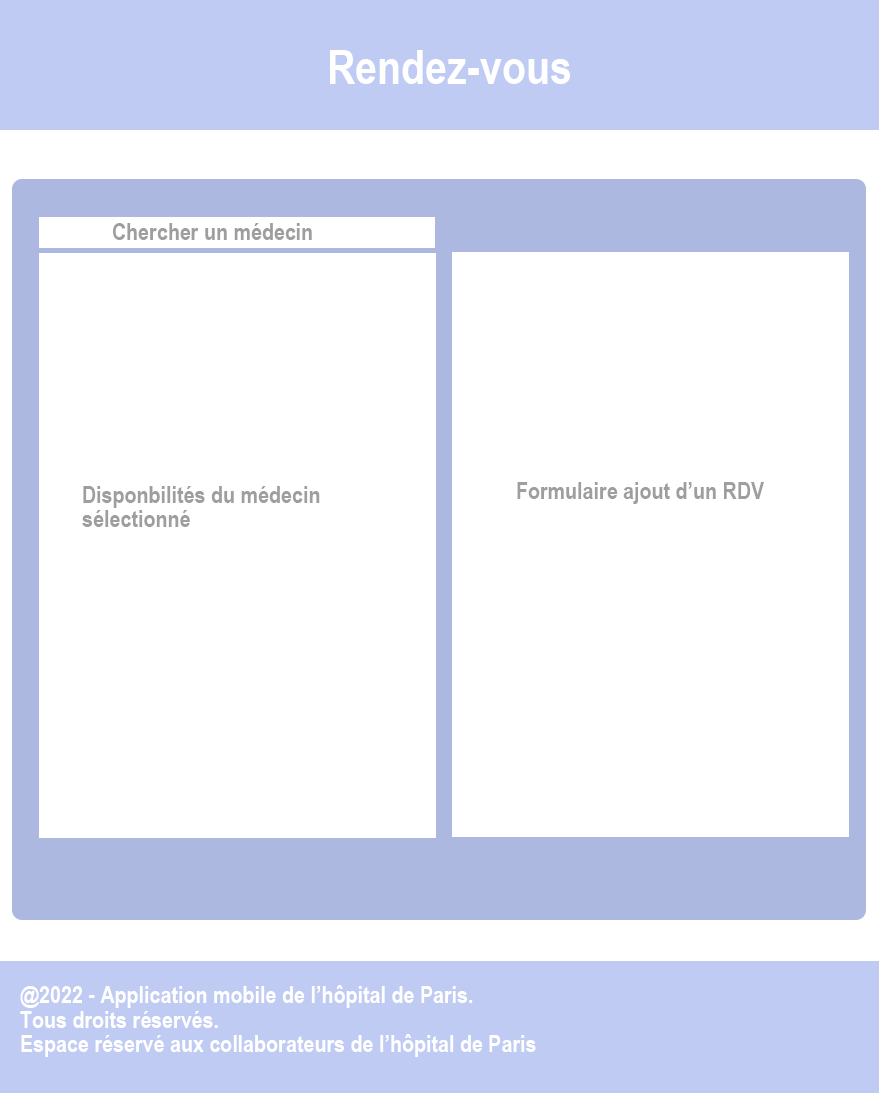 Rendez-vous
Chercher un médecin
Disponbilités du médecin
sélectionné
Formulaire ajout d’un RDV
@2022 - Application mobile de l’hôpital de Paris.
Tous droits réservés.
Espace réservé aux collaborateurs de l’hôpital de Paris